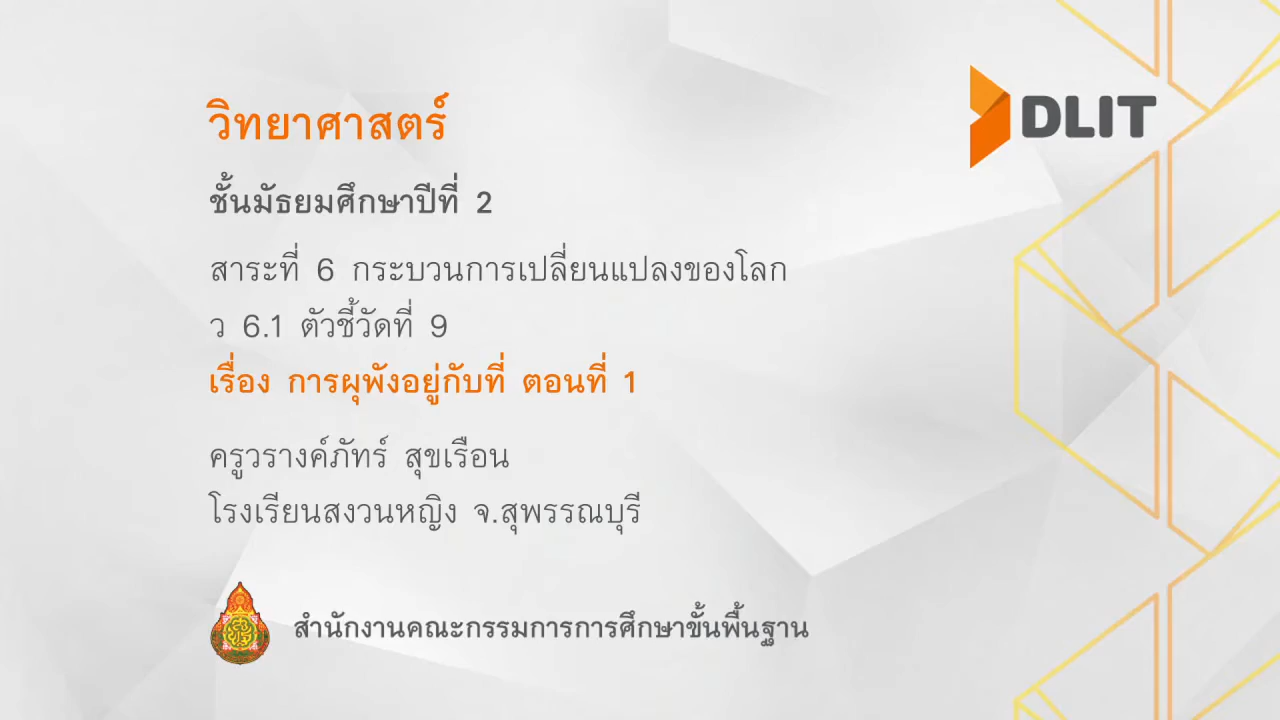 วิทยาศาสตร์
DLIT
ชั้นมัธยมศึกษาปีที่ 2
สาระที่ 6 กระบวนการเปลี่ยนแปลงของโลก
ว 6.1 ตัวชี้วัดที่ 9
เรื่อง การผุพังอยู่กับที่ ตอนที่ 1
ครูวรางค์ภัทร์ สุขเรือน
โรงเรียนสงวนหญิง จ.สุพรรณบุรี
สำนักงานคณะกรรมการการศึกษาขั้นพื้นฐาน